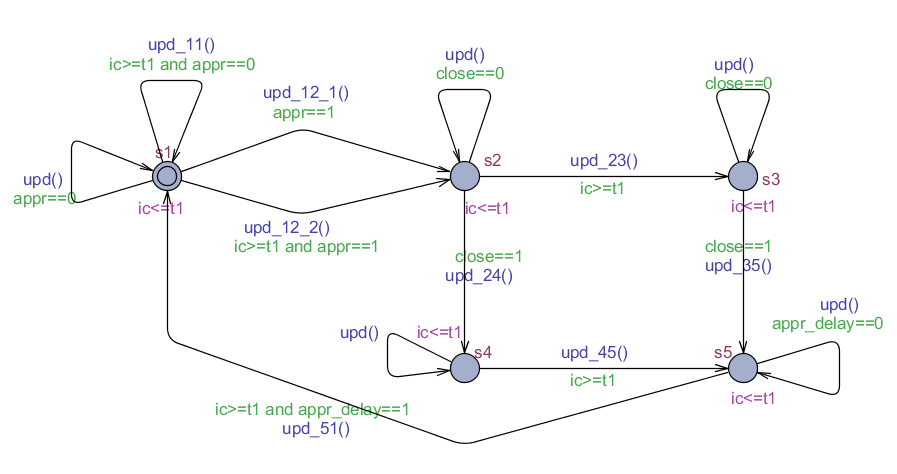 upd_11()
ic>=t1 and appr==0
upd()
close==0
upd()
close==0
upd_12_1()
appr==1
s1
s2
upd_23()
ic>=t1
s3
upd()
appr==0
ic<=t1
ic<=t1
ic<=t1
upd_12_2()
ic>=t1 and appr==1
close==1
upd_24()
close==1
upd_35()
upd()
appr_delay==0
upd()
ic<=t1
s4
upd_45()
ic>=t1
s5
ic<=t1
ic>=t1 and appr_delay==1
upd_51()